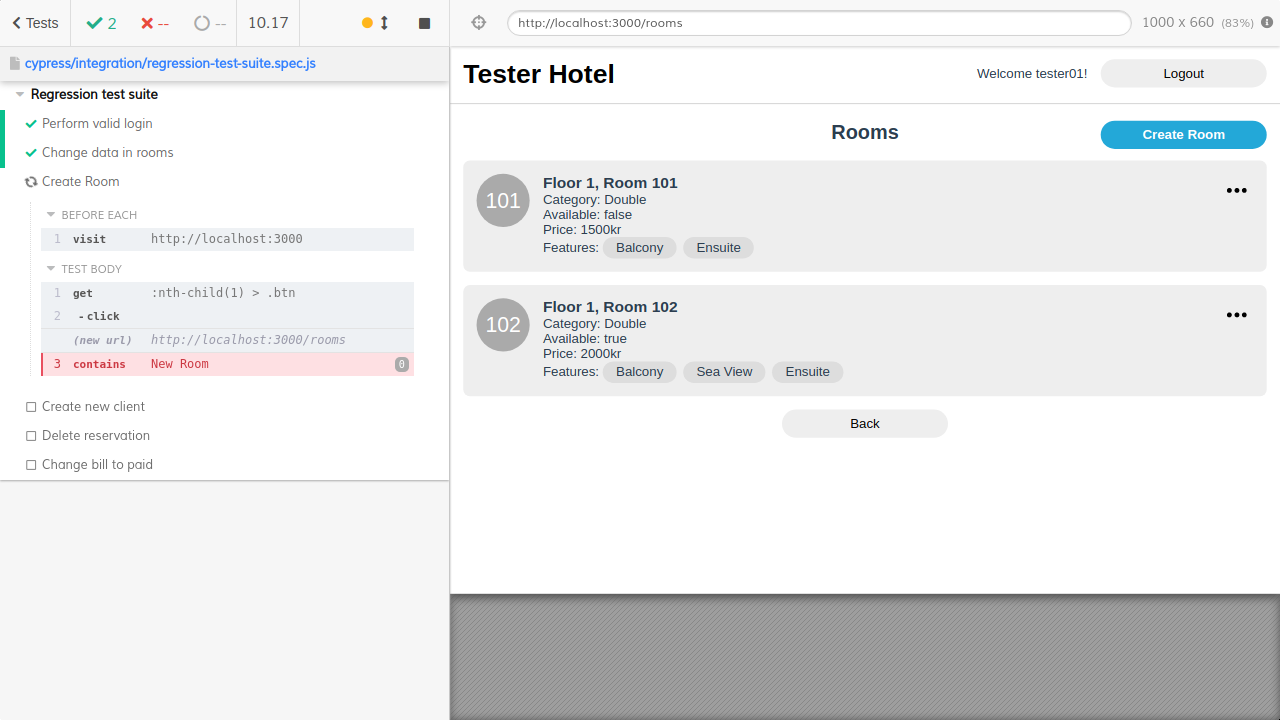 Tests
2
--
--
10.17
http://localhost:3000/rooms
1000 x 660 (83%)
cypress/integration/regression-test-suite.spec.js
Regression test suite
Perform valid login
Change data in rooms
Create Room
BEFORE EACH
1 visit http://localhost:3000
TEST BODY
1 get :nth-child(1) > .btn
2 -click
(new url) http://localhost:3000/rooms
3 contains New Room 0
Create new client
Delete reservation
Change bill to paid
Tester Hotel
Welcome tester01!
Logout
Rooms
Create Room
101
Floor 1, Room 101
Category: Double
Available: false
Price: 1500kr
Features: Balcony Ensuite
102
Floor 1, Room 102
Category: Double
Available: true
Price: 2000kr
Features: Balcony Sea View Ensuite
Back